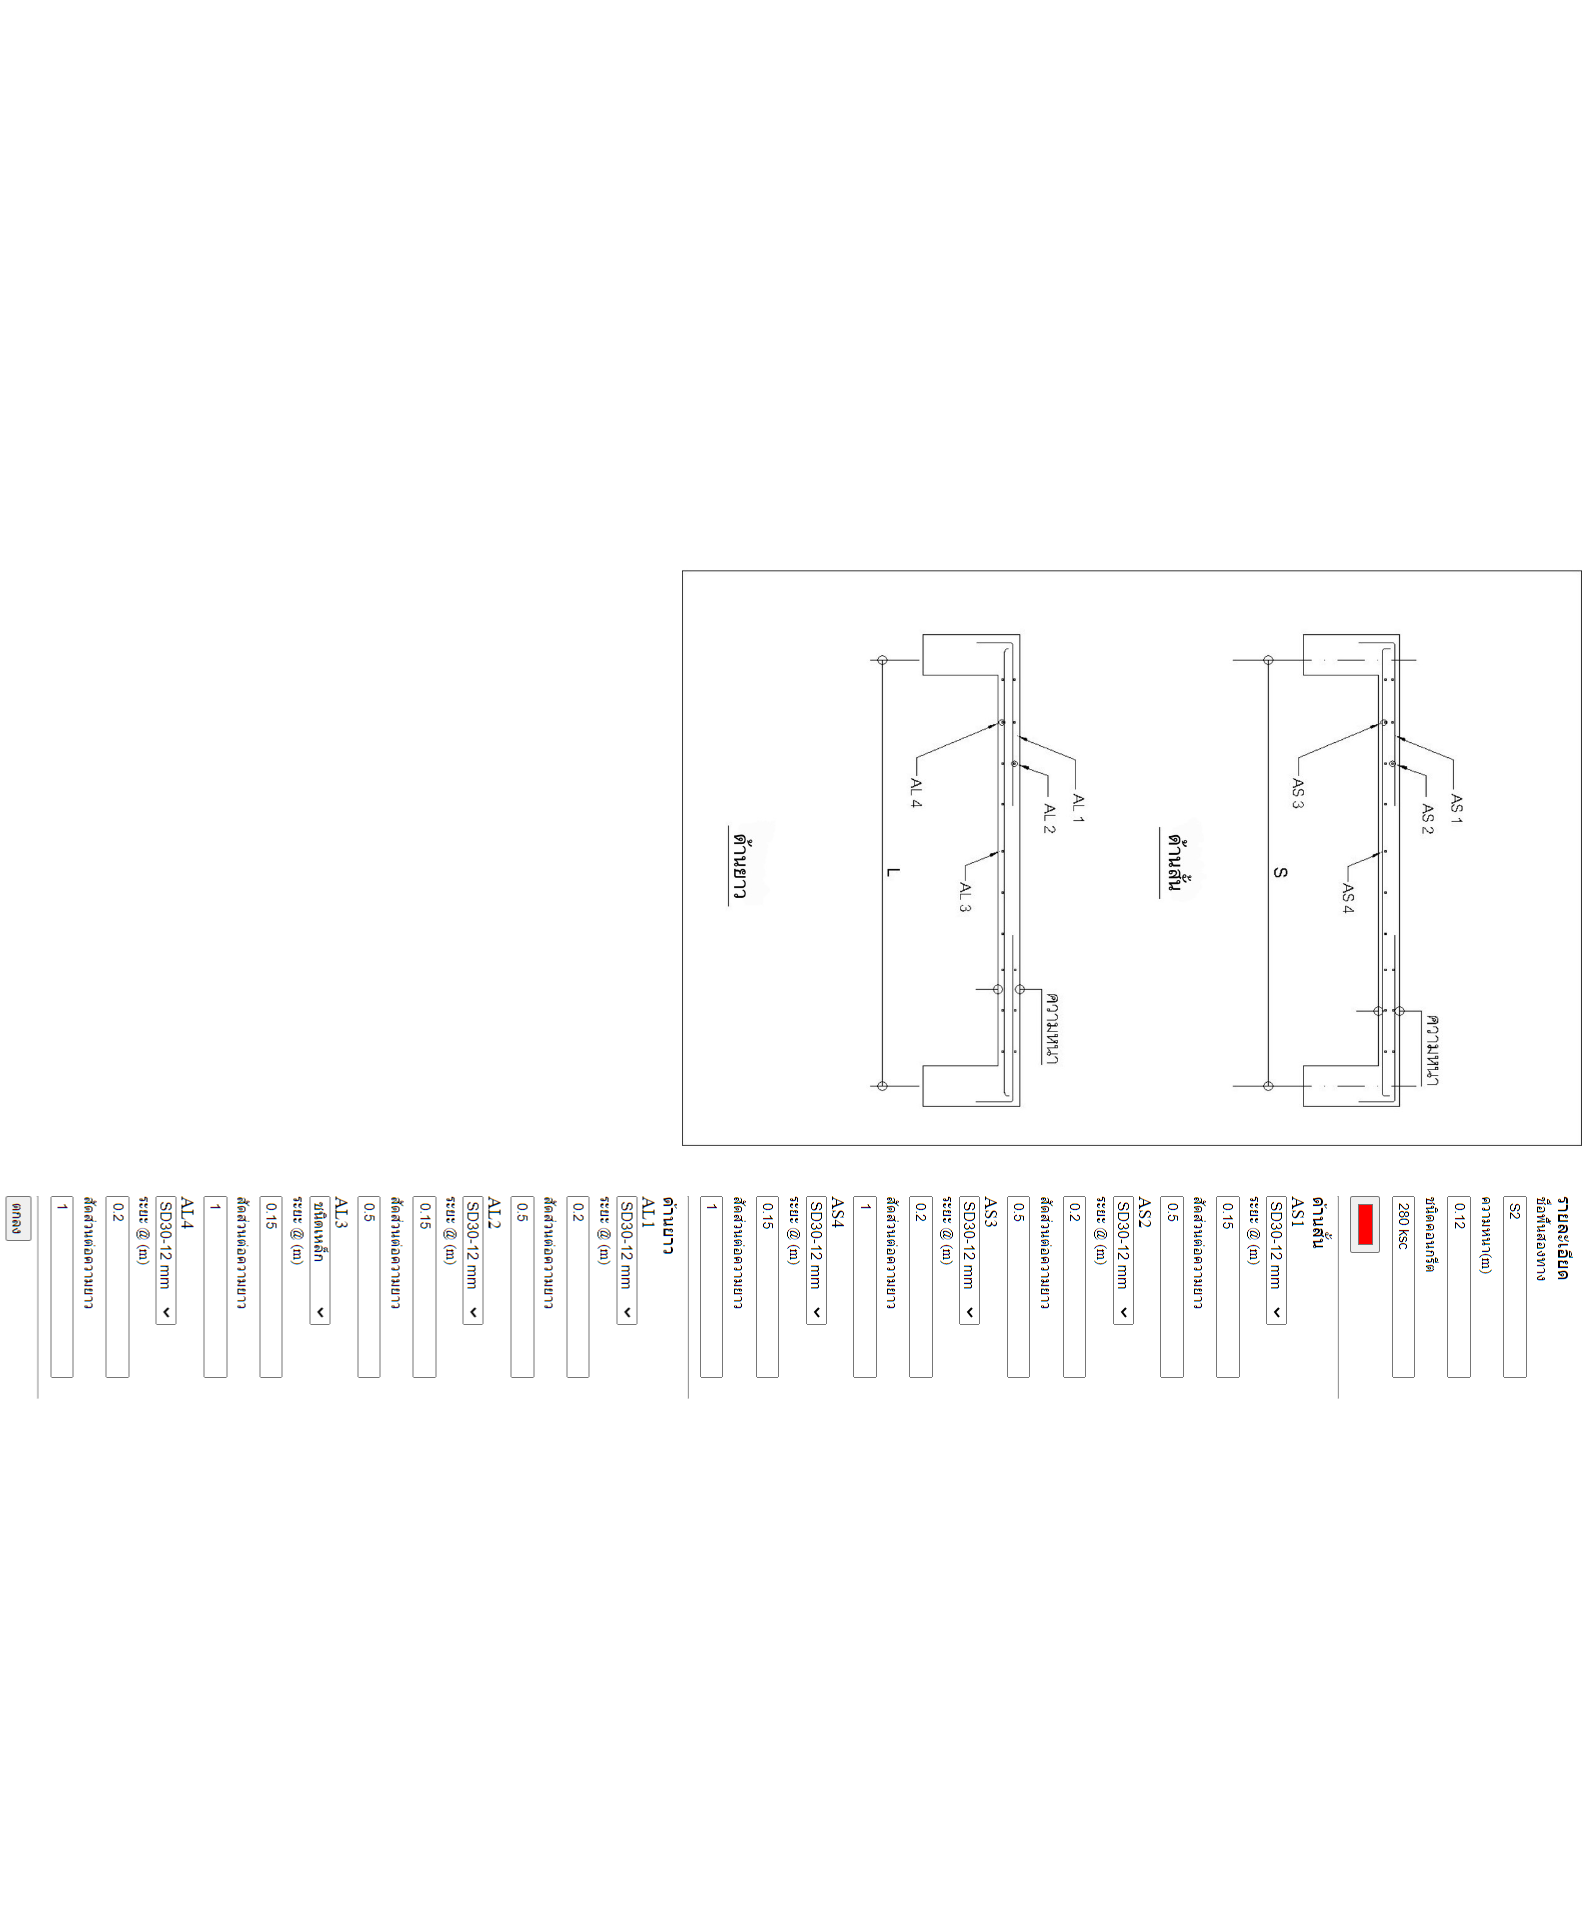 AS 1
AS 2
AS 3
AS 4
ความหนา
S
ด้านสั้น
AL 1
AL 2
AL 4
AL 3
ความหนา
L
ด้านยาว
รายละเอียด
ชื่อพื้นสองทาง
S2
ความหนา(m)
0.12
ชนิดคอนกรีต
280 ksc
ด้านสั้น
AS1
SD30-12 mm
ระยะ @ (m)
0.15
สัดส่วนต่อความยาว
0.5
AS2
SD30-12 mm
ระยะ @ (m)
0.2
สัดส่วนต่อความยาว
0.5
AS3
SD30-12 mm
ระยะ @ (m)
0.2
สัดส่วนต่อความยาว
1
AS4
SD30-12 mm
ระยะ @ (m)
0.15
สัดส่วนต่อความยาว
1
ด้านยาว
AL1
SD30-12 mm
ระยะ @ (m)
0.2
สัดส่วนต่อความยาว
0.5
AL2
SD30-12 mm
ระยะ @ (m)
0.15
สัดส่วนต่อความยาว
0.5
AL3
ชนิดเหล็ก
ระยะ @ (m)
0.15
สัดส่วนต่อความยาว
1
AL4
SD30-12 mm
ระยะ @ (m)
0.2
สัดส่วนต่อความยาว
1
ตกลง